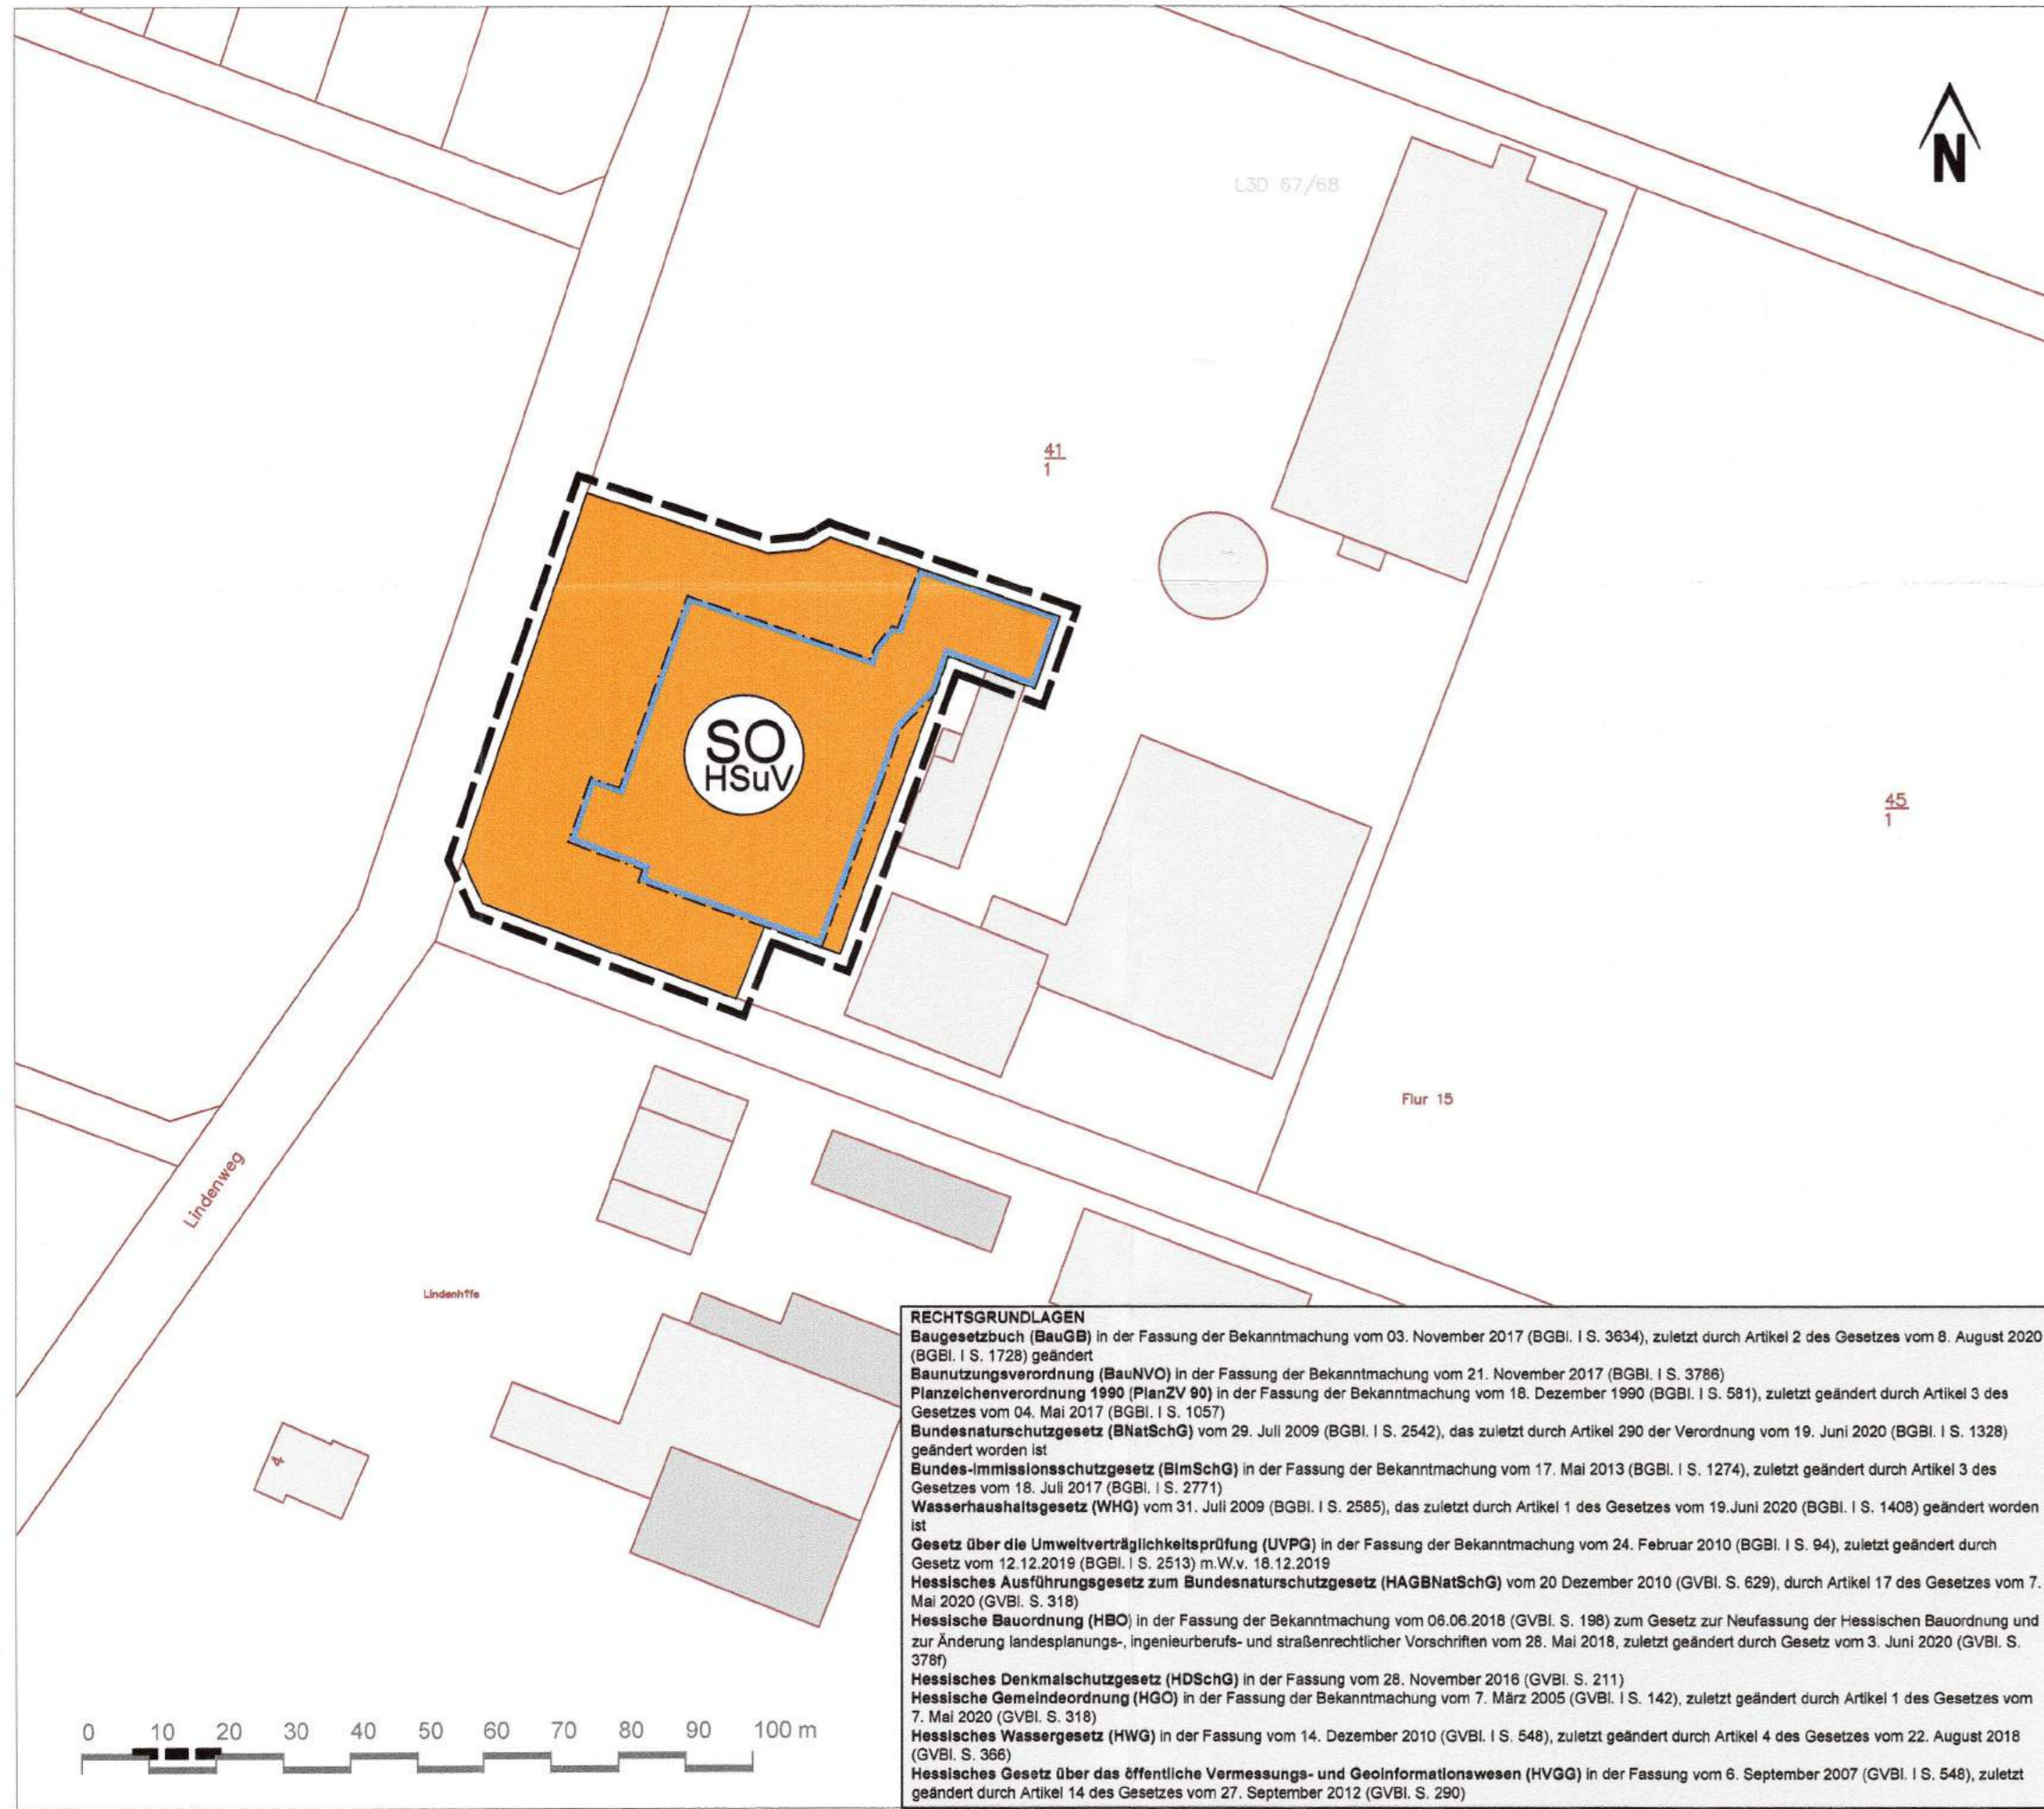 N
L3D 67/68
41
1
SO
HSuV
45
1
Flur 15
Lindenweg
Lindenhffe
4
0 10 20 30 40 50 60 70 80 90 100 m
RECHTSGRUNDLAGEN
Baugesetzbuch (BauGB) in der Fassung der Bekanntmachung vom 03. November 2017 (BGBl. I S. 3634), zuletzt durch Artikel 2 des Gesetzes vom 8. August 2020
(BGBl. I S. 1728) geändert
Baunutzungsverordnung (BauNVO) in der Fassung der Bekanntmachung vom 21. November 2017 (BGBl. I S. 3786)
Planzeichenverordnung 1990 (PlanZV 90) in der Fassung der Bekanntmachung vom 18. Dezember 1990 (BGBl. I S. 581), zuletzt geändert durch Artikel 3 des
Gesetzes vom 04. Mai 2017 (BGBl. I S. 1057)
Bundesnaturschutzgesetz (BNatSchG) vom 29. Juli 2009 (BGBl. I S. 2542), das zuletzt durch Artikel 290 der Verordnung vom 19. Juni 2020 (BGBl. I S. 1328)
geändert worden ist
Bundes-Immissionsschutzgesetz (BImSchG) in der Fassung der Bekanntmachung vom 17. Mai 2013 (BGBl. I S. 1274), zuletzt geändert durch Artikel 3 des
Gesetzes vom 18. Juli 2017 (BGBl. I S. 2771)
Wasserhaushaltsgesetz (WHG) vom 31. Juli 2009 (BGBl. I S. 2585), das zuletzt durch Artikel 1 des Gesetzes vom 19.Juni 2020 (BGBl. I S. 1408) geändert worden
ist
Gesetz über die Umweltverträglichkeitsprüfung (UVPG) in der Fassung der Bekanntmachung vom 24. Februar 2010 (BGBl. I S. 94), zuletzt geändert durch
Gesetz vom 12.12.2019 (BGBl. I S. 2513) m.W.v. 18.12.2019
Hessisches Ausführungsgesetz zum Bundesnaturschutzgesetz (HAGBNatSchG) vom 20 Dezember 2010 (GVBl. S. 629), durch Artikel 17 des Gesetzes vom 7.
Mai 2020 (GVBl. S. 318)
Hessische Bauordnung (HBO) in der Fassung der Bekanntmachung vom 06.06.2018 (GVBl. S. 198) zum Gesetz zur Neufassung der Hessischen Bauordnung und
zur Änderung landesplanungs-, ingenieurberufs- und straßenrechtlicher Vorschriften vom 28. Mai 2018, zuletzt geändert durch Gesetz vom 3. Juni 2020 (GVBl. S.
378f)
Hessisches Denkmalschutzgesetz (HDSchG) in der Fassung vom 28. November 2016 (GVBl. S. 211)
Hessische Gemeindeordnung (HGO) in der Fassung der Bekanntmachung vom 7. März 2005 (GVBl. I S. 142), zuletzt geändert durch Artikel 1 des Gesetzes vom
7. Mai 2020 (GVBl. S. 318)
Hessisches Wassergesetz (HWG) in der Fassung vom 14. Dezember 2010 (GVBl. I S. 548), zuletzt geändert durch Artikel 4 des Gesetzes vom 22. August 2018
(GVBl. S. 366)
Hessisches Gesetz über das öffentliche Vermessungs- und Geoinformationswesen (HVGG) in der Fassung vom 6. September 2007 (GVBl. I S. 548), zuletzt
geändert durch Artikel 14 des Gesetzes vom 27. September 2012 (GVBl. S. 290)